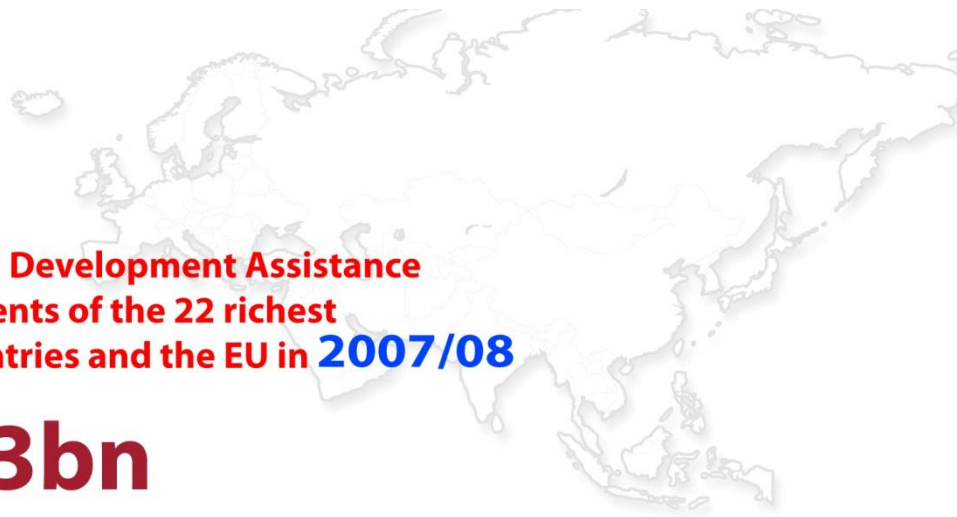 Development Assistance
ents of the 22 richest
ntries and the EU in 2007/08
3bn